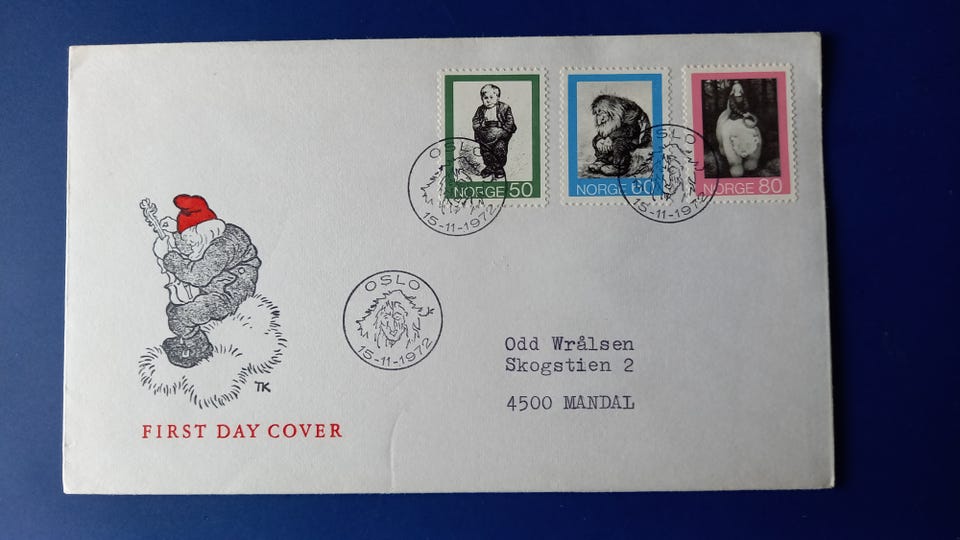 NORGE 50
NORGE 60
NORGE 80
OSLO
15-11-1972
OSLO
15-11-1972
OSLO
15-11-1972
Odd Wrålsen
Skogstien 2
4500 MANDAL
TK
FIRST DAY COVER